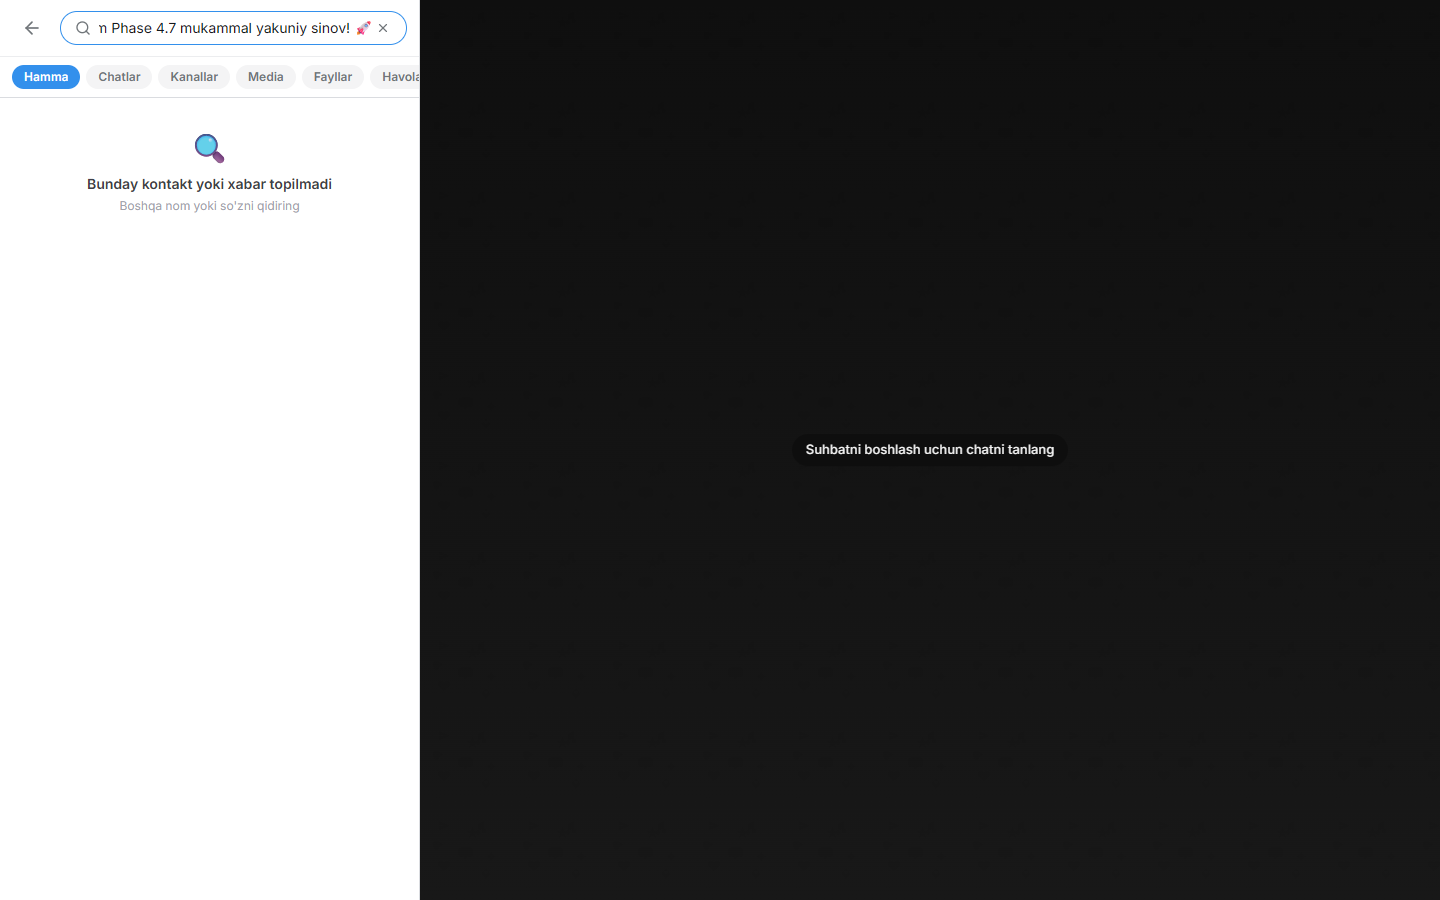 Phase 4.7 mukammal yakuniy sinov! 🚀
Hamma Chatlar Kanallar Media Fayllar
Bunday kontakt yoki xabar topilmadi
Boshqa nom yoki so'zni qidiring
Suhbatni boshlash uchun chatni tanlang